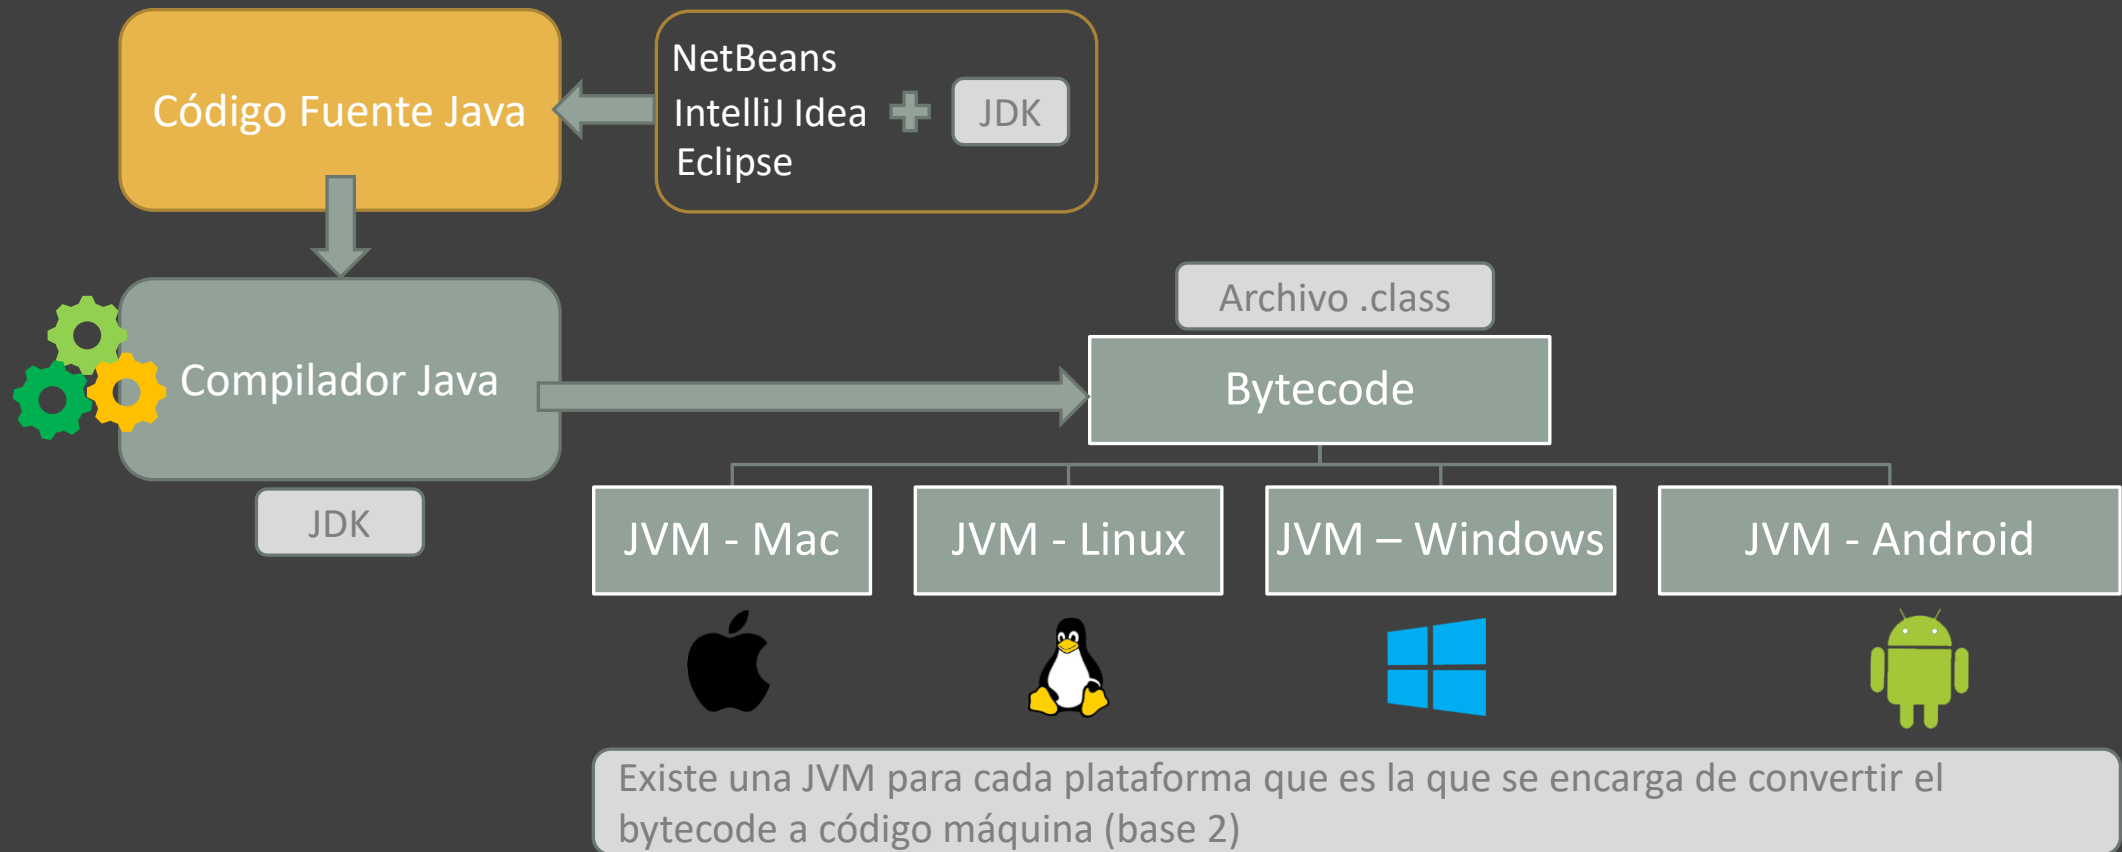 Código Fuente Java
NetBeans
IntelliJ Idea
Eclipse
JDK
Compilador Java
JDK
Archivo .class
Bytecode
JVM - Mac
JVM - Linux
JVM – Windows
JVM - Android
Existe una JVM para cada plataforma que es la que se encarga de convertir el
bytecode a código máquina (base 2)